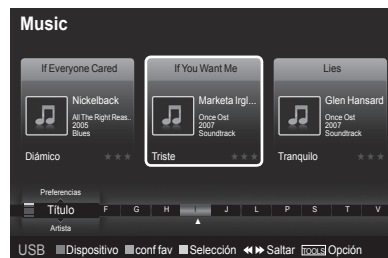 Music
If Everyone Cared
If You Want Me
Lies
Nickelback
All The Right Reas..
2005
Blues
Marketa Irgl...
Once Ost
2007
Soundtrack
Glen Hansard
Once Ost
2007
Soundtrack
Diámico
Triste
Tranquilo
Preferencias
Título F G H I J L P S T V
Artista
USB Dispositivo conf fav Selección Saltar TOOLS Opción